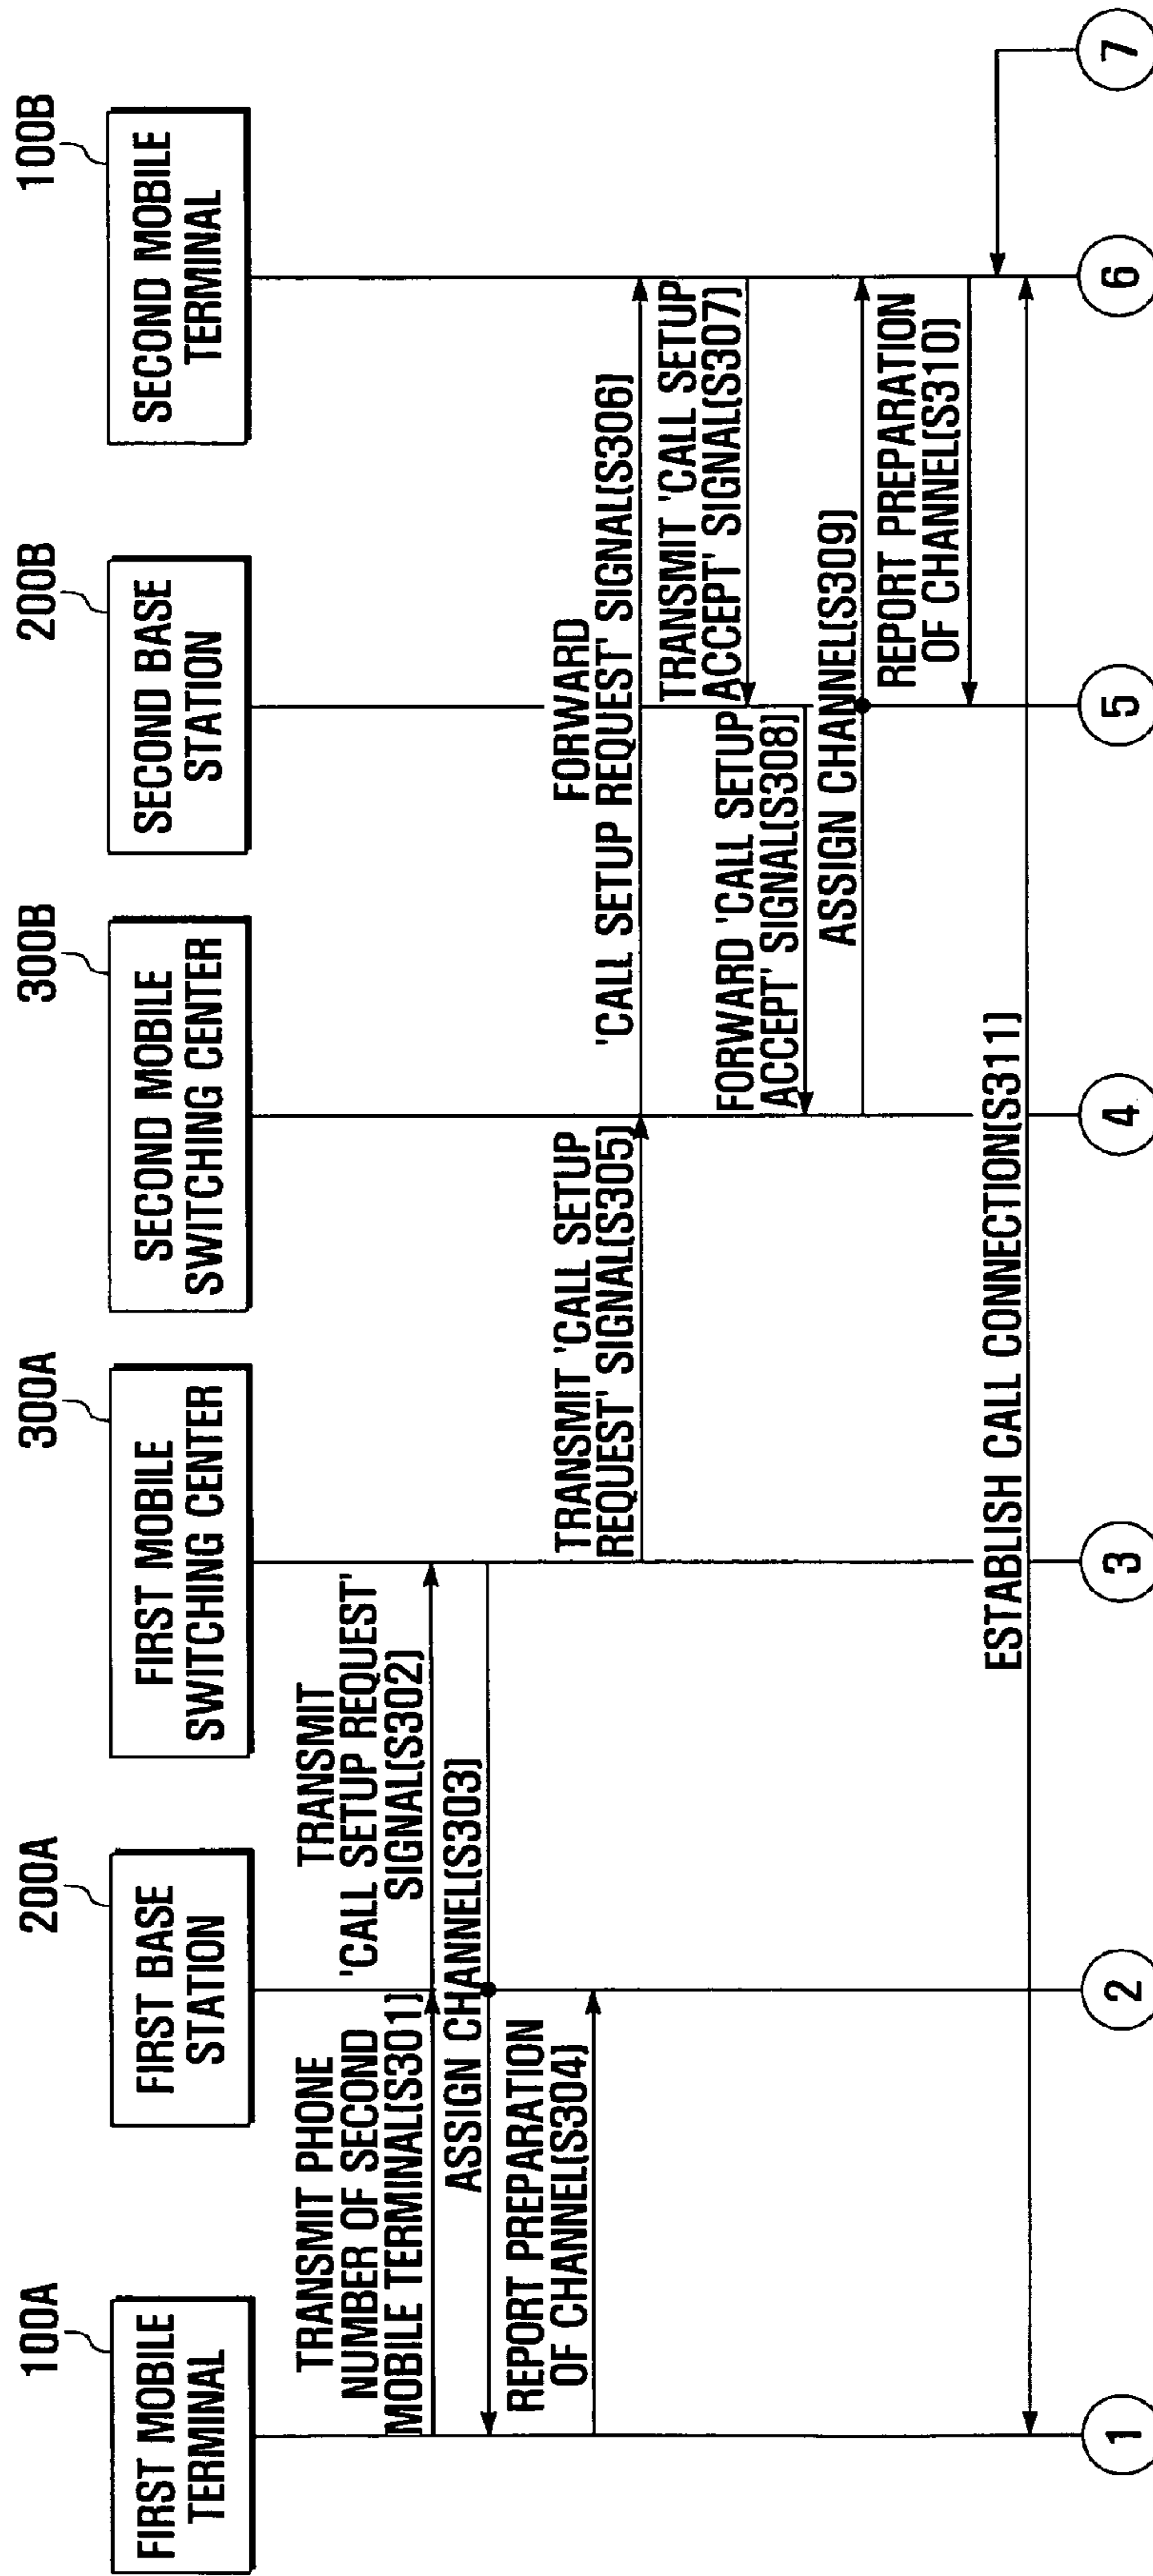 100A
200A
300A
300B
200B
100B
FIRST MOBILE
TERMINAL
FIRST BASE
STATION
FIRST MOBILE
SWITCHING CENTER
SECOND MOBILE
SWITCHING CENTER
SECOND BASE
STATION
SECOND MOBILE
TERMINAL
TRANSMIT PHONE
NUMBER OF SECOND
MOBILE TERMINAL(S301)
TRANSMIT
'CALL SETUP REQUEST'
SIGNAL(S302)
ASSIGN CHANNEL(S303)
REPORT PREPARATION
OF CHANNEL(S304)
TRANSMIT 'CALL SETUP
REQUEST' SIGNAL(S305)
FORWARD
'CALL SETUP REQUEST' SIGNAL(S306)
TRANSMIT 'CALL SETUP
ACCEPT' SIGNAL(S307)
FORWARD 'CALL SETUP
ACCEPT' SIGNAL(S308)
ASSIGN CHANNEL(S309)
REPORT PREPARATION
OF CHANNEL(S310)
ESTABLISH CALL CONNECTION(S311)
1
2
3
4
5
6
7